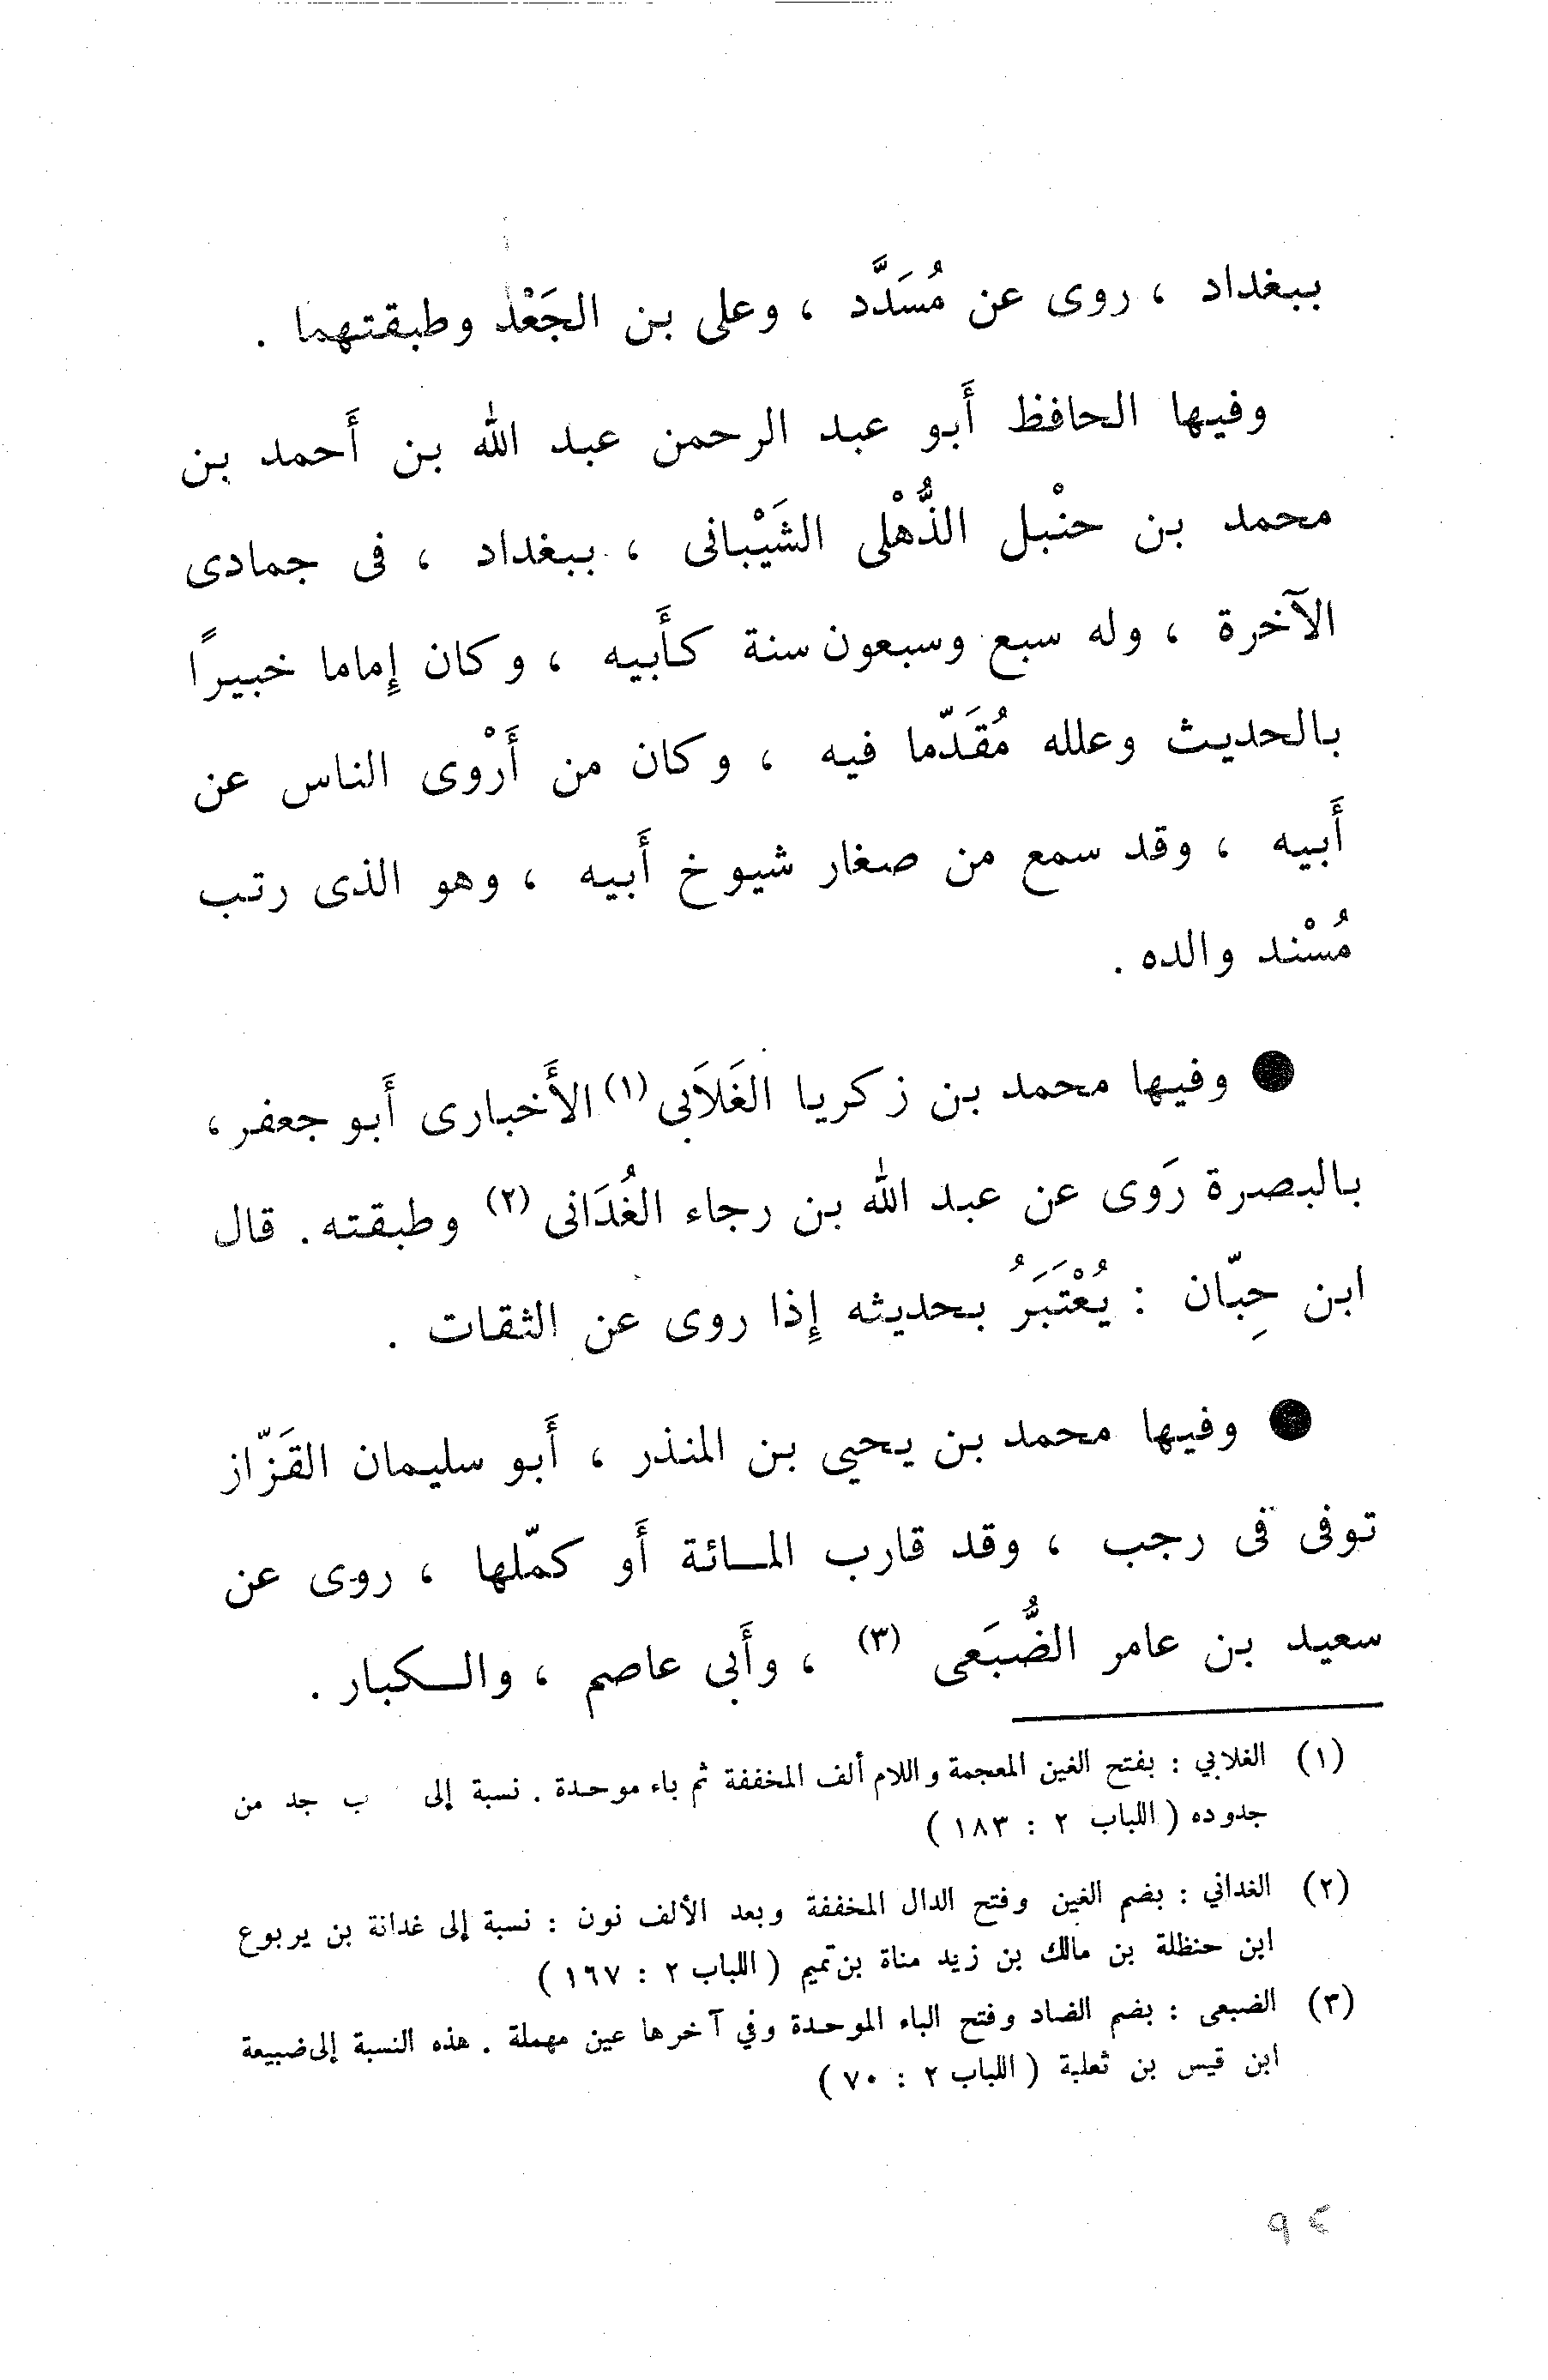 ببغداد ، روى عن مُسَدَّد ، وعلى بن الجَعْد وطبقتهما .
وفيها الحافظ أَبو عبد الرحمن عبد الله بن أَحمد بن
محمد بن حنْبل الذُّهْلى الشَيْبانى ، ببغداد ، فى جمادى
الآخرة ، وله سبع وسبعون سنة كأَبيه ، وكان إِماما خبيرًا
بالحديث وعلله مُقَدّما فيه ، وكان من أَرْوى الناس عن
أَبيه ، وقد سمع من صغار شيوخ أَبيه ، وهو الذى رتب
مُسْند والده .
● وفيها محمد بن زكريا الغَلاَبي (١) الأَخبارى أَبو جعفر ،
بالبصرة رَوى عن عبد الله بن رجاء الغُدَانى (٢) وطبقته . قال
ابن حِبّان : يُعْتَبَرُ بحديثه إِذا روى عن الثقات .
● وفيها محمد بن يحيى بن المنذر ، أَبو سليمان القَزّاز
توفى فى رجب ، وقد قارب المــائة أَو كمّلها ، روى عن
سعيد بن عامر الضُّبَعى (٣) ، وأَبى عاصم ، والــكبار .
(١) الغلابي : بفتح الغين المعجمة واللام ألف المخففة ثم باء موحدة . نسبة إلى ب جد من
جدوده ( اللباب ٢ : ١٨٣ )
(٢) الغداني : بضم الغين وفتح الدال المخففة وبعد الألف نون : نسبة إلى غدانة بن يربوع
ابن حنظلة بن مالك بن زيد مناة بن تميم ( اللباب ٢ : ١٦٧ )
(٣) الضبعى : بضم الضاد وفتح الباء الموحدة وفي آخرها عين مهملة . هذه النسبة إلى ضبيعة
ابن قيس بن ثعلبة ( اللباب ٢ : ٧٠ )